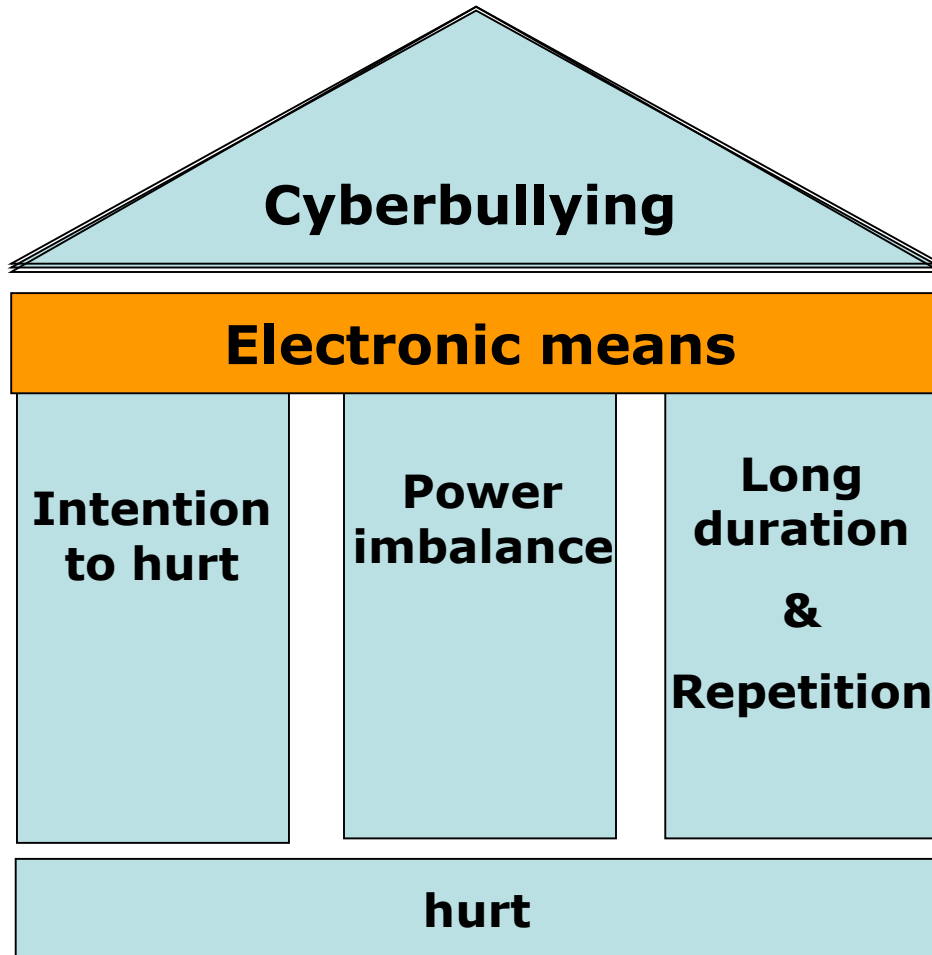 Cyberbullying
Electronic means
Intention
to hurt
Power
imbalance
Long
duration
&
Repetition
hurt